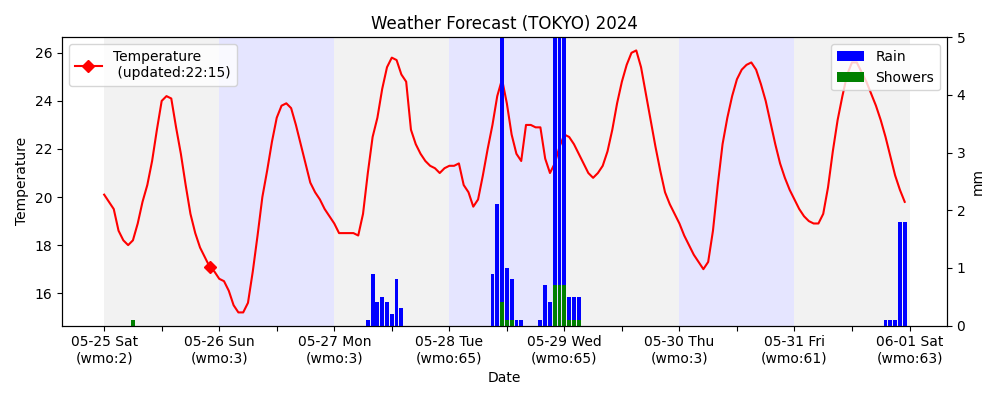 Weather Forecast (TOKYO) 2024
Temperature
(updated:22:15)
Rain
Showers
26
24
22
20
18
16
Temperature
5
4
3
2
1
0
mm
05-25 Sat
(wmo:2)
05-26 Sun
(wmo:3)
05-27 Mon
(wmo:3)
05-28 Tue
(wmo:65)
05-29 Wed
(wmo:65)
05-30 Thu
(wmo:3)
05-31 Fri
(wmo:61)
06-01 Sat
(wmo:63)
Date